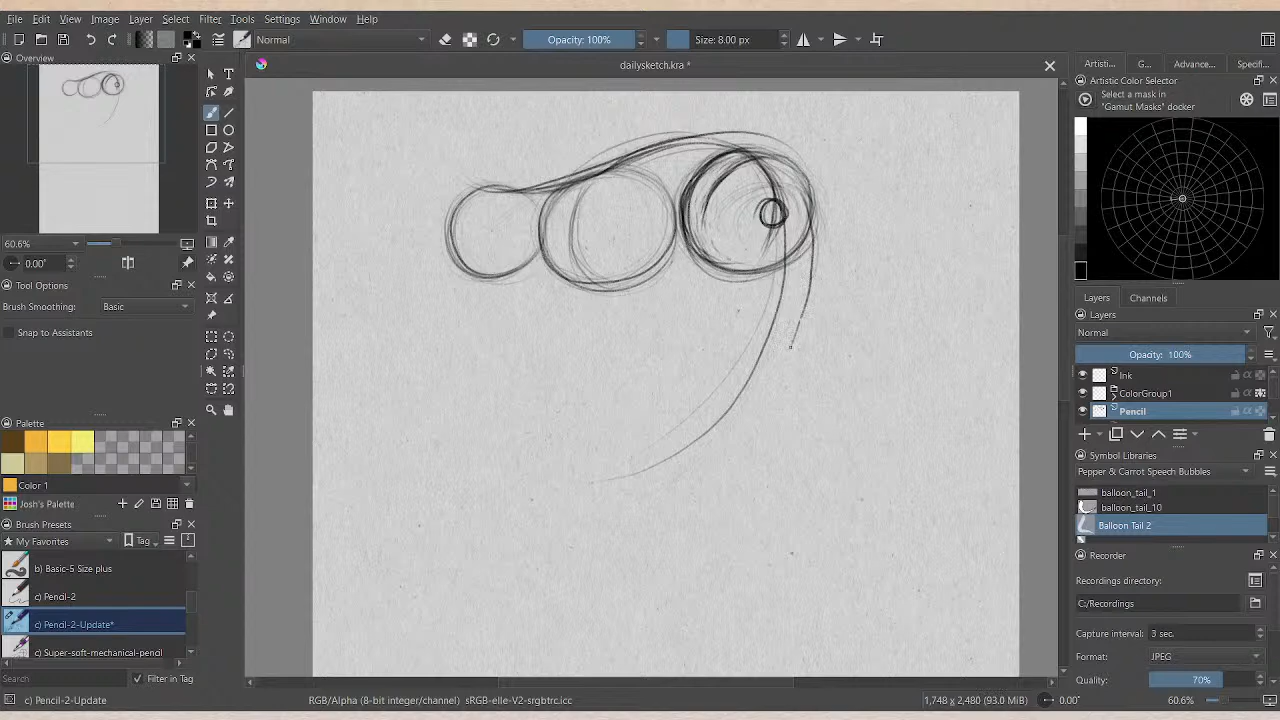 File Edit View Image Layer Select Filter Tools Settings Window Help
Normal Opacity: 100% Size: 8.00 px
Overview
dailysketch.kra *
60.6%
0.00°
Tool Options
Brush Smoothing: Basic
Snap to Assistants
Palette
Color 1
Josh's Palette
Brush Presets
My Favorites Tag
b) Basic-5 Size plus
c) Pencil-2
c) Pencil-2-Update*
c) Super-soft-mechanical-pencil
Search Filter in Tag
c) Pencil-2-Update
RGB/Alpha (8-bit integer/channel) sRGB-elle-V2-srgbtrc.icc
1,748 x 2,480 (93.0 MiB) 0.00° 60.6%
Artisti... G... Advance... Specifi...
Artistic Color Selector
Select a mask in
"Gamut Masks" docker
Layers Channels
Layers
Normal
Opacity: 100%
Ink
ColorGroup1
Pencil
Symbol Libraries
Pepper & Carrot Speech Bubbles
balloon_tail_1
balloon_tail_10
Balloon Tail 2
Recorder
Recordings directory:
C:/Recordings
Capture interval: 3 sec.
Format: JPEG
Quality: 70%